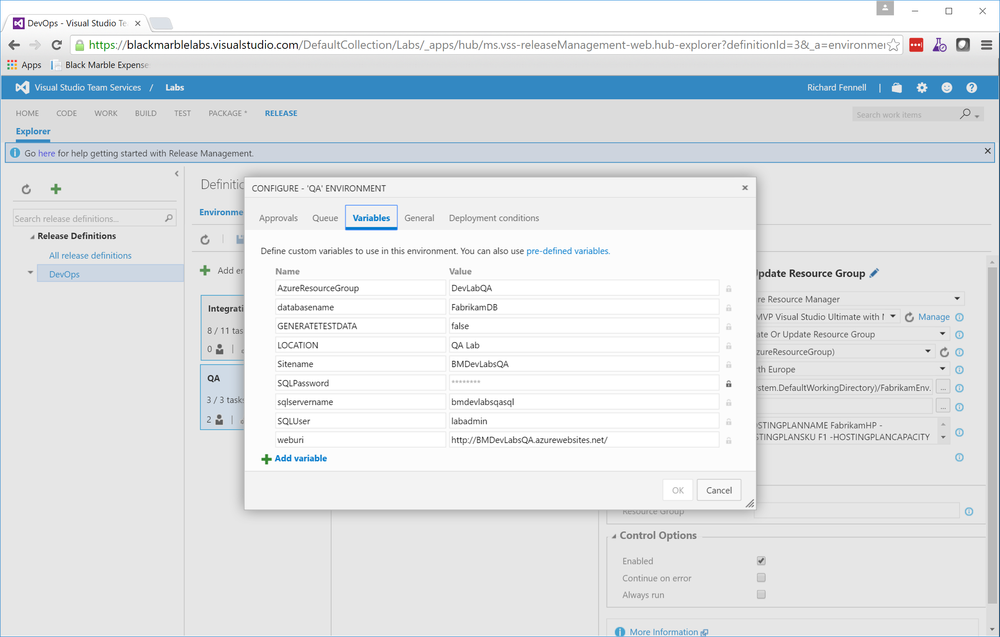 DevOps - Visual Studio Te
https://blackmarblelabs.visualstudio.com/DefaultCollection/Labs/_apps/hub/ms.vss-releaseManagement-web.hub-explorer?definitionId=3&_a=environmen
Apps Black Marble Expense
Visual Studio Team Services / Labs Richard Fennell |
HOME CODE WORK BUILD TEST PACKAGE * RELEASE Search work items
Explorer
Go here for help getting started with Release Management.
Search release definitions...
Release Definitions
All release definitions
DevOps
Definitio
Environme
Add en
Integrati
8 / 11 tas
0
QA
3 / 3 tasks
2
CONFIGURE - 'QA' ENVIRONMENT
Approvals Queue Variables General Deployment conditions
Define custom variables to use in this environment. You can also use pre-defined variables.
Name Value
AzureResourceGroup DevLabQA
databasename FabrikamDB
GENERATETESTDATA false
LOCATION QA Lab
Sitename BMDevLabsQA
SQLPassword ********
sqlservername bmdevlabsqasql
SQLUser labadmin
weburi http://BMDevLabsQA.azurewebsites.net/
Add variable
OK Cancel
Update Resource Group
re Resource Manager
MVP Visual Studio Ultimate with M Manage
ate Or Update Resource Group
zureResourceGroup)
rth Europe
ystem.DefaultWorkingDirectory)/FabrikamEnv. ...
...
OSTINGPLANNAME FabrikamHP -
STINGPLANSKU F1 -HOSTINGPLANCAPACITY
Resource Group
Control Options
Enabled
Continue on error
Always run
More Information